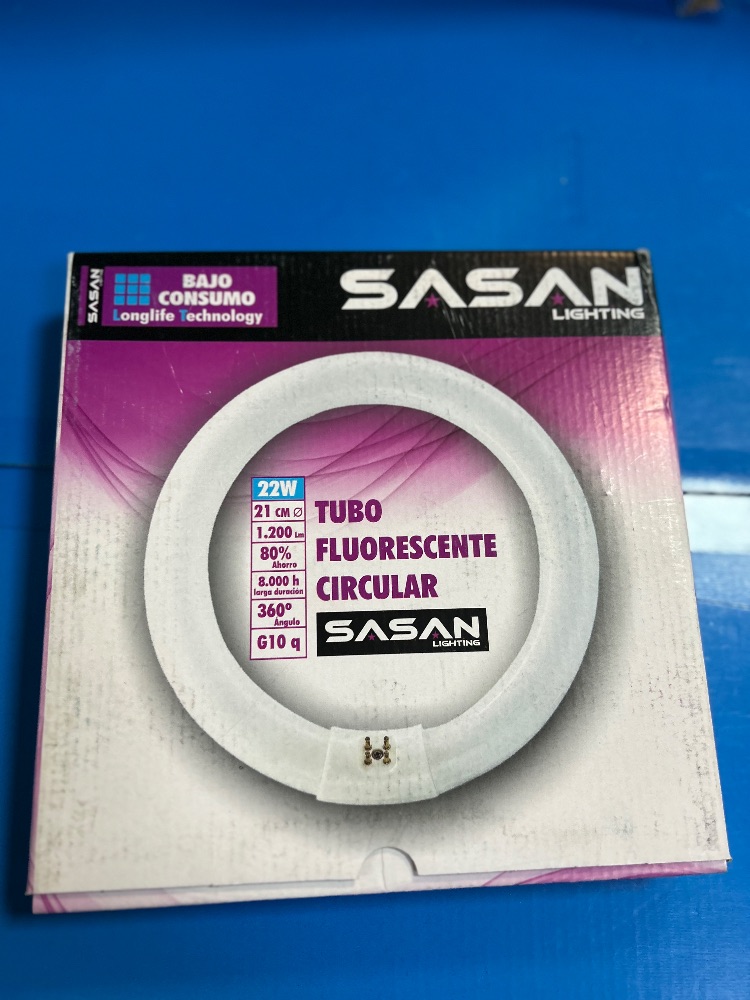 SASAN
BAJO
CONSUMO
Longlife Technology
SASAN
LIGHTING
22W
21 CM Ø
1.200 Lm
80%
Ahorro
8.000 h
larga duración
360º
Ángulo
G10 q
TUBO
FLUORESCENTE
CIRCULAR
SASAN
LIGHTING